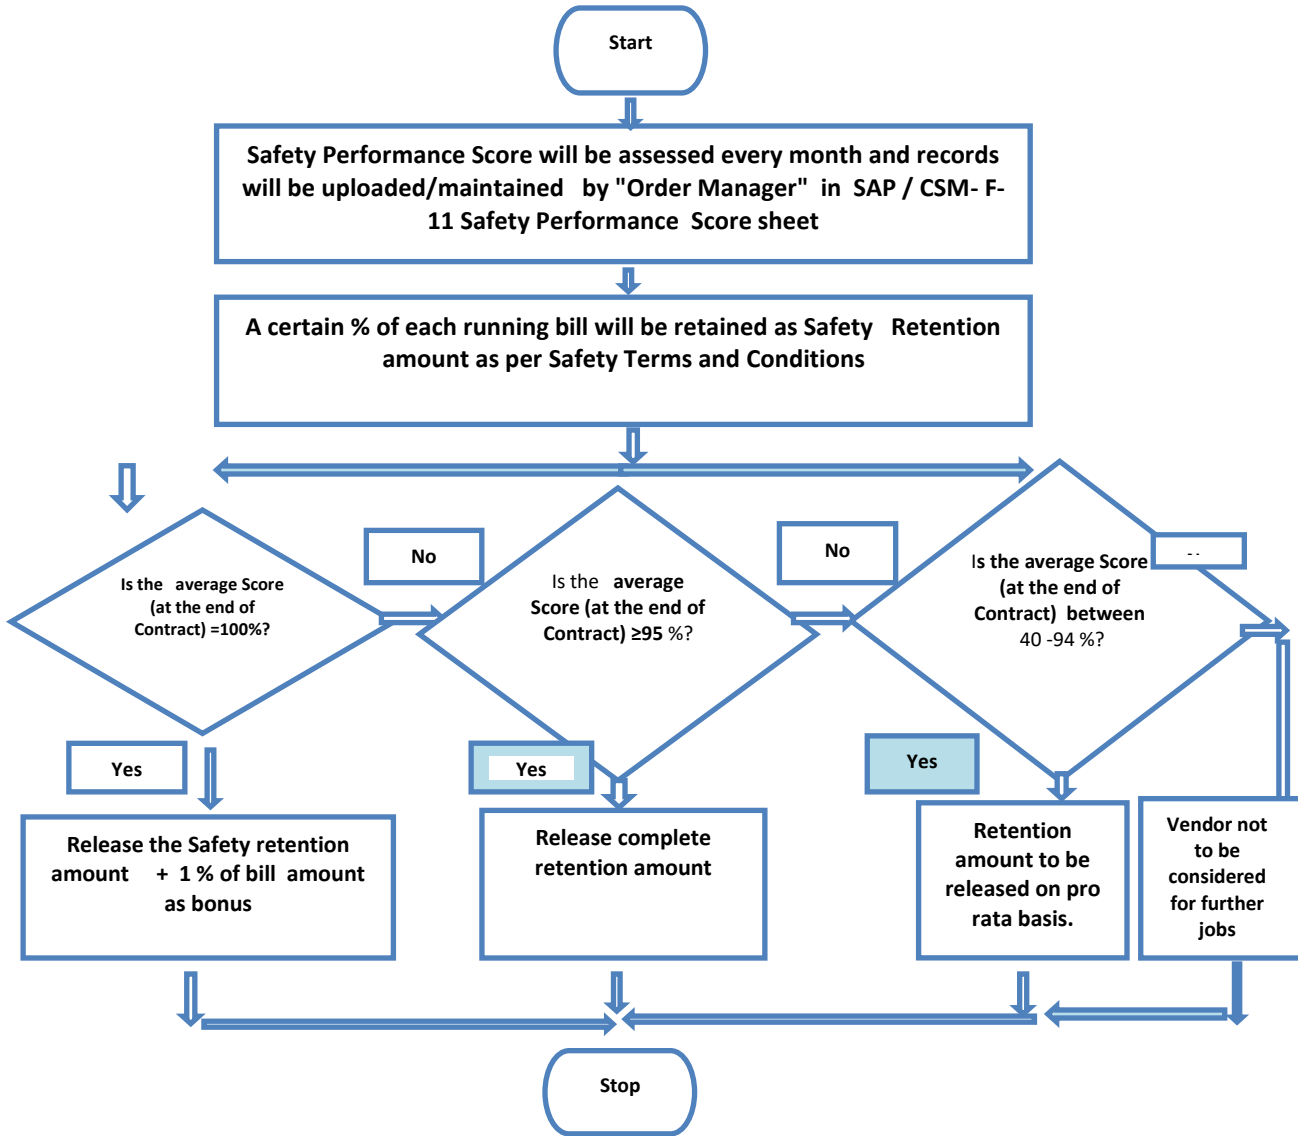 Start
Safety Performance Score will be assessed every month and records
will be uploaded/maintained by "Order Manager" in SAP / CSM- F-
11 Safety Performance Score sheet
A certain % of each running bill will be retained as Safety Retention
amount as per Safety Terms and Conditions
Is the average Score
(at the end of
Contract) =100%?
No
Is the average
Score (at the end of
Contract) ≥95 %?
No
Is the average Score
(at the end of
Contract) between
40 -94 %?
Yes
Yes
Yes
Release the Safety retention
amount + 1 % of bill amount
as bonus
Release complete
retention amount
Retention
amount to be
released on pro
rata basis.
Vendor not
to be
considered
for further
jobs
Stop